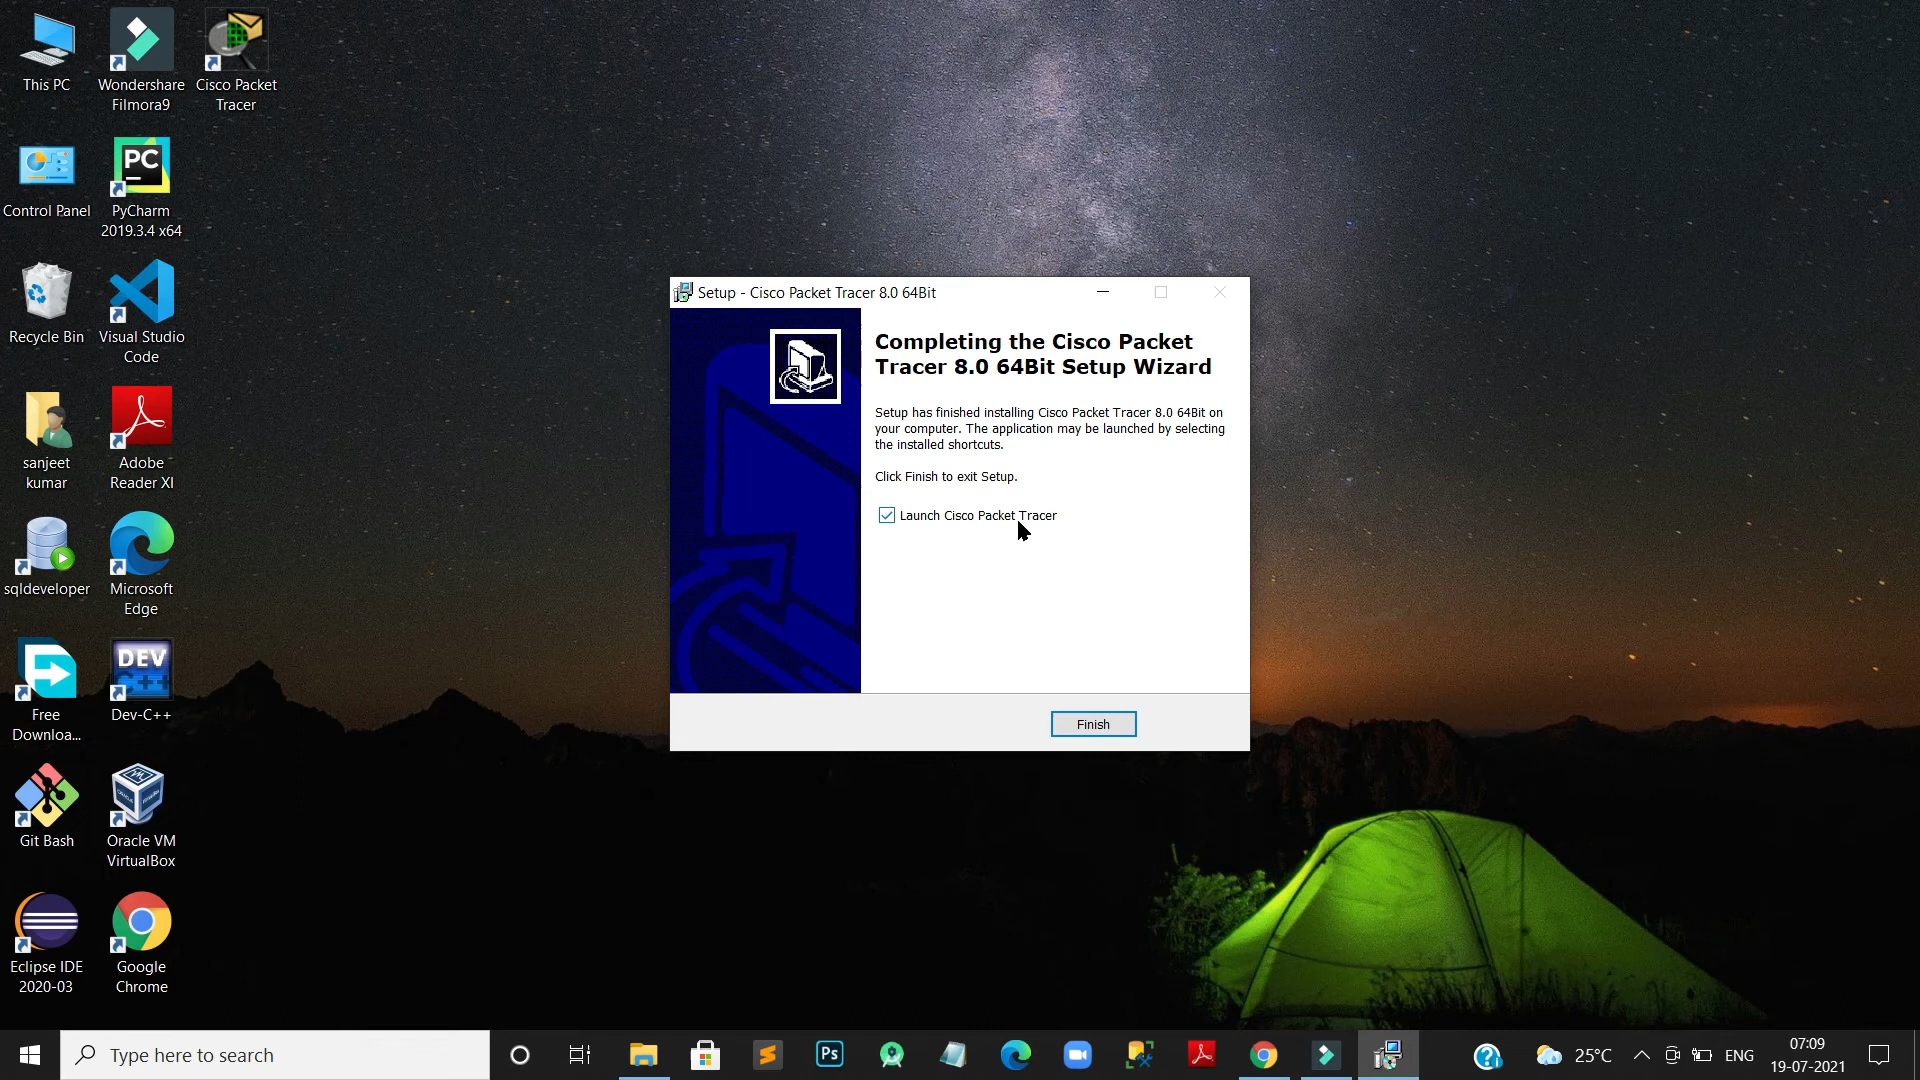 This PC
Wondershare
Filmora9
Cisco Packet
Tracer
Control Panel
PC
PyCharm
2019.3.4 x64
Recycle Bin
Visual Studio
Code
sanjeet
kumar
Adobe
Reader XI
sqldeveloper
Microsoft
Edge
Free
Downloa...
DEV
C++
Dev-C++
Git Bash
Oracle VM
VirtualBox
Eclipse IDE
2020-03
Google
Chrome
Setup - Cisco Packet Tracer 8.0 64Bit
Completing the Cisco Packet
Tracer 8.0 64Bit Setup Wizard
Setup has finished installing Cisco Packet Tracer 8.0 64Bit on
your computer. The application may be launched by selecting
the installed shortcuts.
Click Finish to exit Setup.
Launch Cisco Packet Tracer
Finish
Type here to search
Ps
25°C
ENG
07:09
19-07-2021